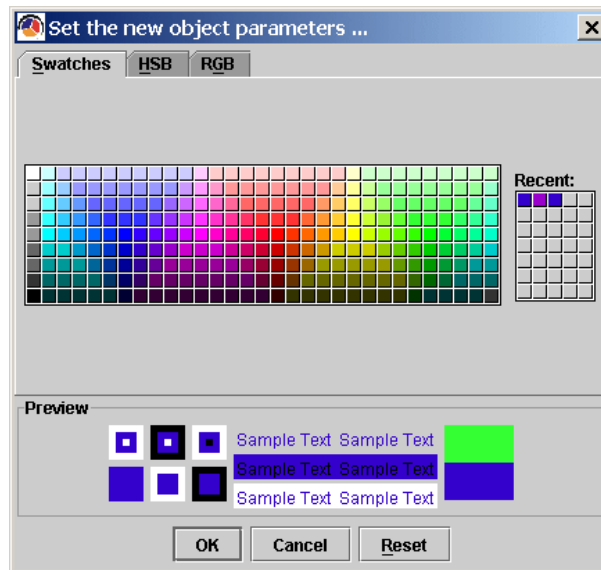 Set the new object parameters ...
Swatches HSB RGB
Recent:
Preview
Sample Text Sample Text
Sample Text Sample Text
Sample Text Sample Text
OK Cancel Reset